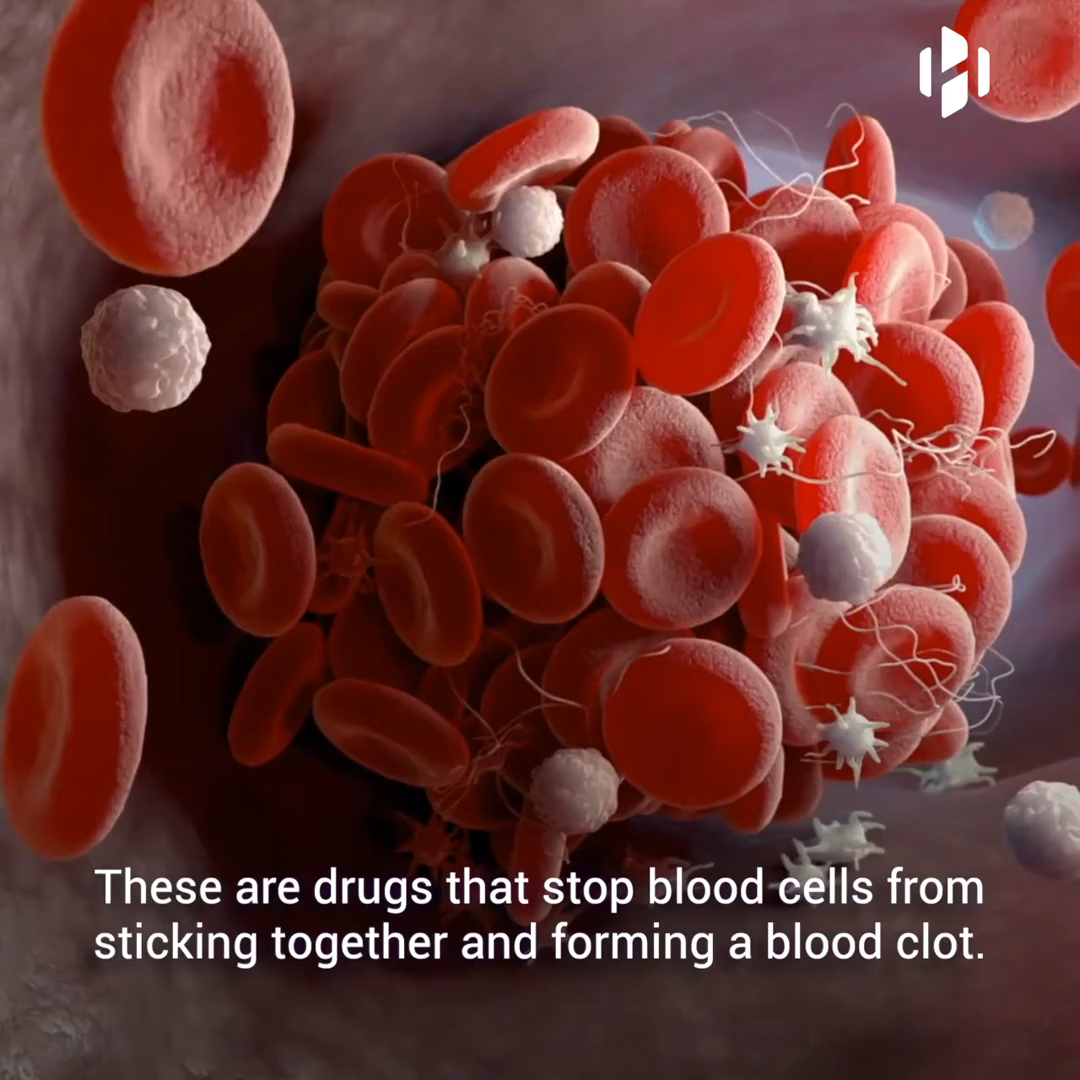 These are drugs that stop blood cells from
sticking together and forming a blood clot.